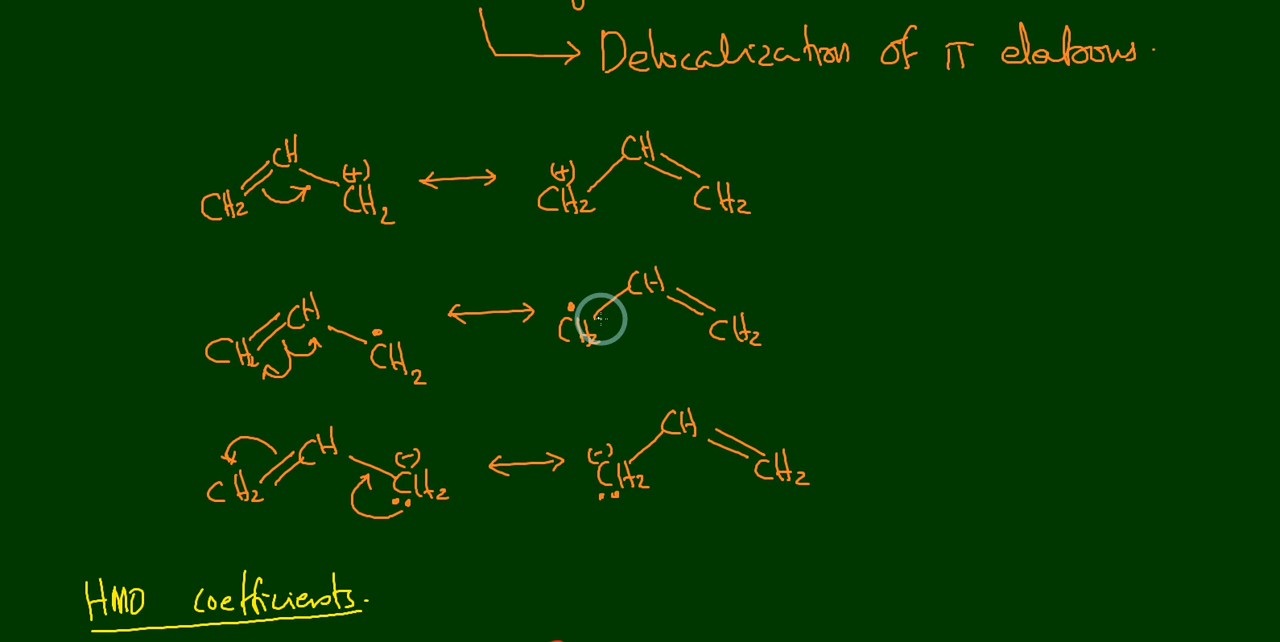 Delocalization of π elatoons.
CH2 CH (+) CH2 (+) CH2 CH CH2
CH2 CH CH2 CH2 CH CH2
CH2 CH (-) CH2 (-) CH2 CH CH2
HMO coefficients.